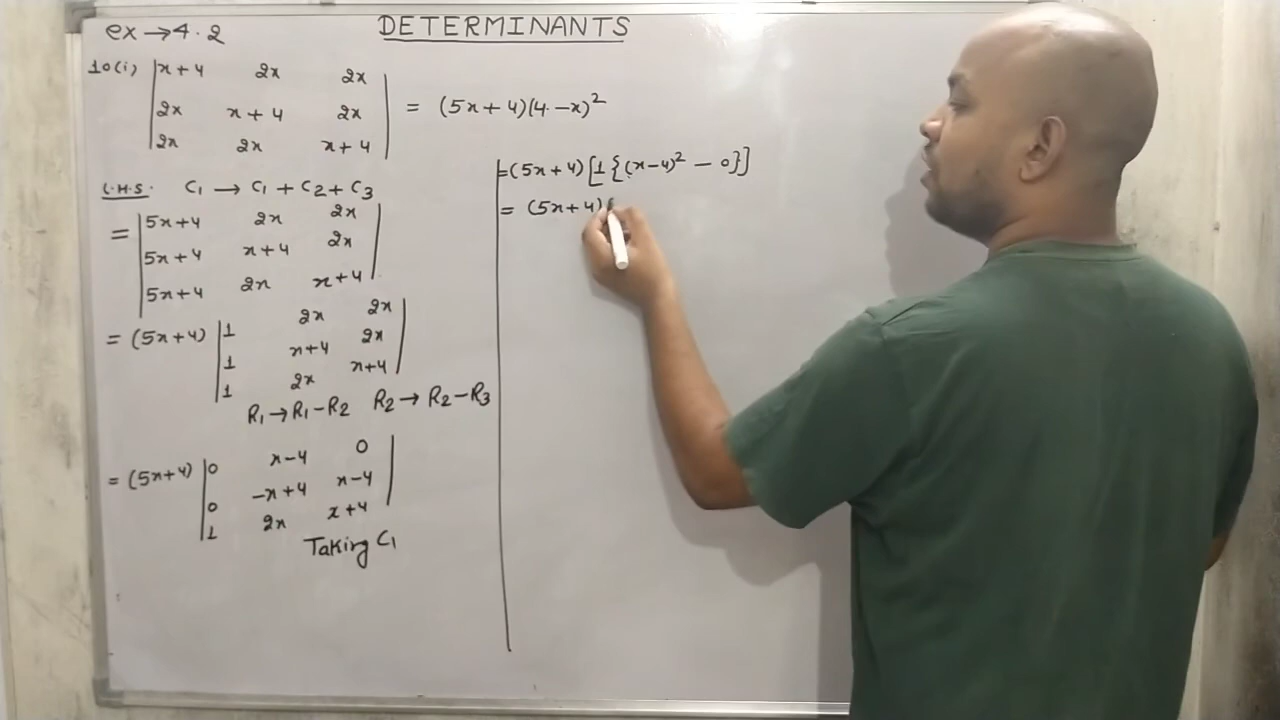 DETERMINANTS
ex → 4.2
10(i) | x+4 2x 2x |
| 2x x+4 2x | = (5x+4)(4-x)²
| 2x 2x x+4 |
L.H.S. C₁ → C₁ + C₂ + C₃
= | 5x+4 2x 2x |
| 5x+4 x+4 2x |
| 5x+4 2x x+4 |
= (5x+4) | 1 2x 2x |
| 1 x+4 2x |
| 1 2x x+4 |
R₁ → R₁-R₂ R₂ → R₂-R₃
= (5x+4) | 0 x-4 0 |
| 0 -x+4 x-4 |
| 1 2x x+4 |
Taking C₁
= (5x+4) [1 {(x-4)² - 0}]
= (5x+4) (